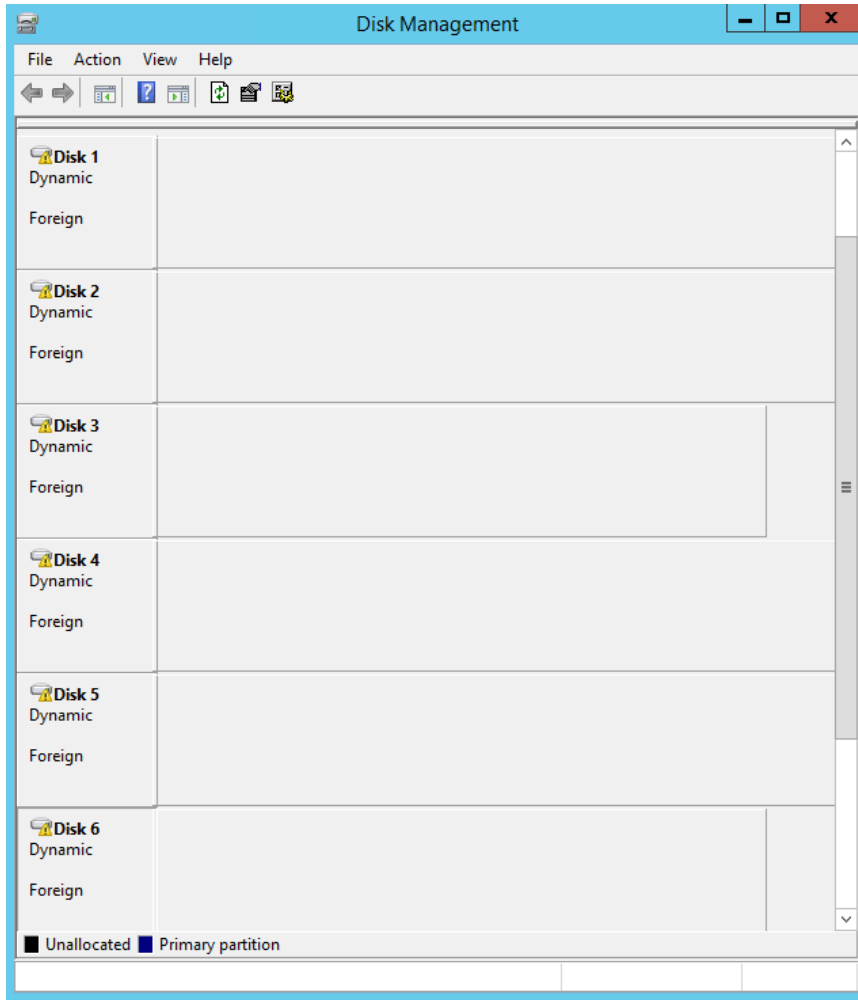 Disk Management
File Action View Help
Disk 1
Dynamic
Foreign
Disk 2
Dynamic
Foreign
Disk 3
Dynamic
Foreign
Disk 4
Dynamic
Foreign
Disk 5
Dynamic
Foreign
Disk 6
Dynamic
Foreign
Unallocated Primary partition